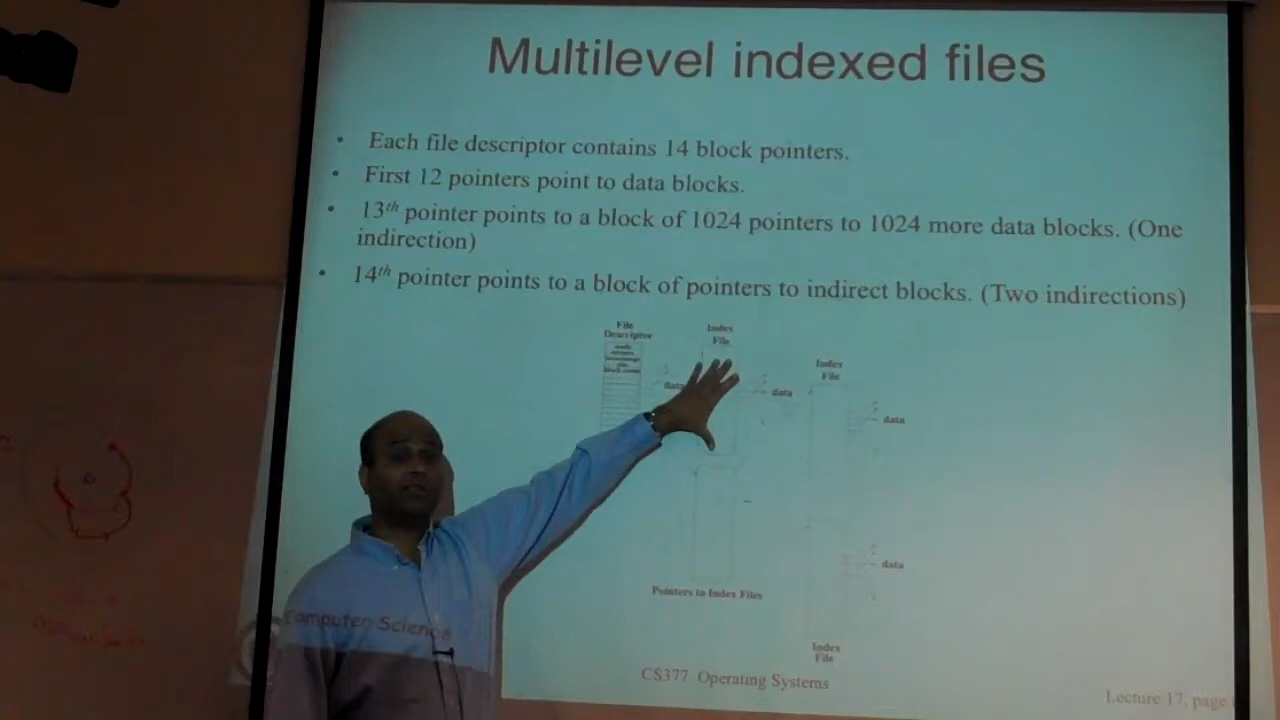 Multilevel indexed files
• Each file descriptor contains 14 block pointers.
• First 12 pointers point to data blocks.
• 13th pointer points to a block of 1024 pointers to 1024 more data blocks. (One
indirection)
• 14th pointer points to a block of pointers to indirect blocks. (Two indirections)
File
Descriptor
Index
File
Index
File
data
data
data
data
Pointers to Index Files
Index
File
Computer Science
CS377 Operating Systems
Lecture 17, page